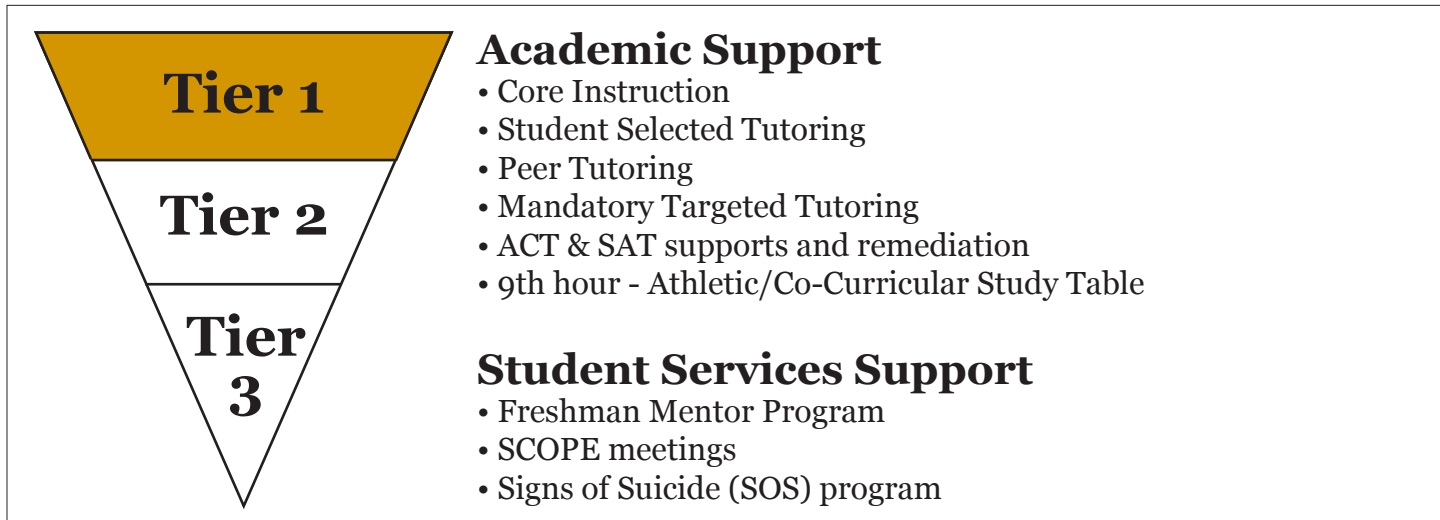 Tier 1
Tier 2
Tier
3
Academic Support
• Core Instruction
• Student Selected Tutoring
• Peer Tutoring
• Mandatory Targeted Tutoring
• ACT & SAT supports and remediation
• 9th hour - Athletic/Co-Curricular Study Table
Student Services Support
• Freshman Mentor Program
• SCOPE meetings
• Signs of Suicide (SOS) program